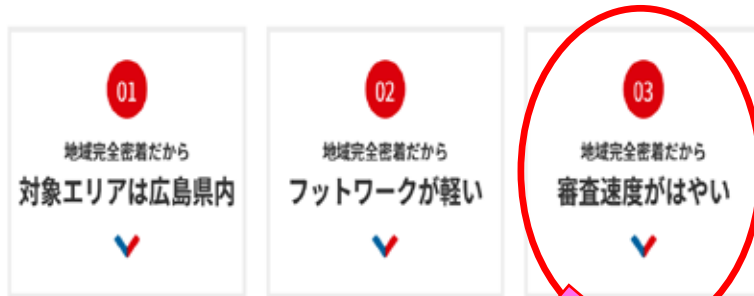 01
地域完全密着だから
対象エリアは広島県内
02
地域完全密着だから
フットワークが軽い
03
地域完全密着だから
審査速度がはやい